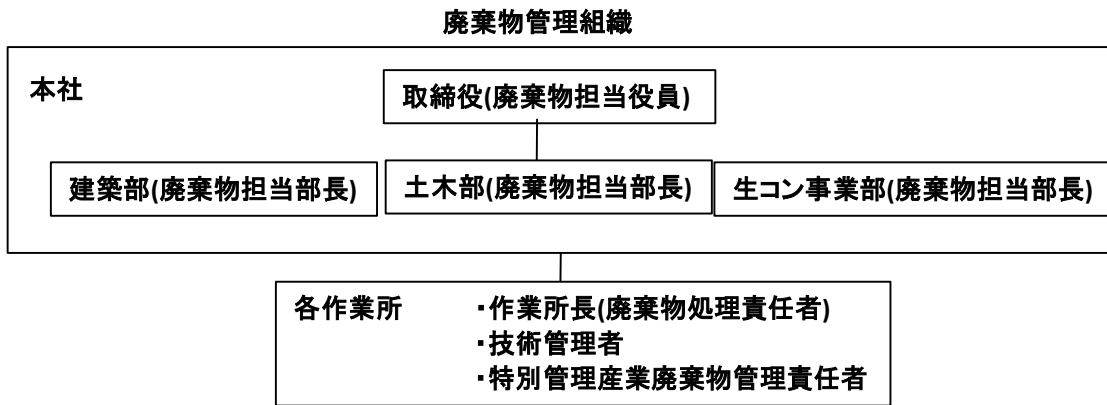 廃棄物管理組織
本社
取締役(廃棄物担当役員)
建築部(廃棄物担当部長)
土木部(廃棄物担当部長)
生コン事業部(廃棄物担当部長)
各作業所 ・作業所長(廃棄物処理責任者)
・技術管理者
・特別管理産業廃棄物管理責任者